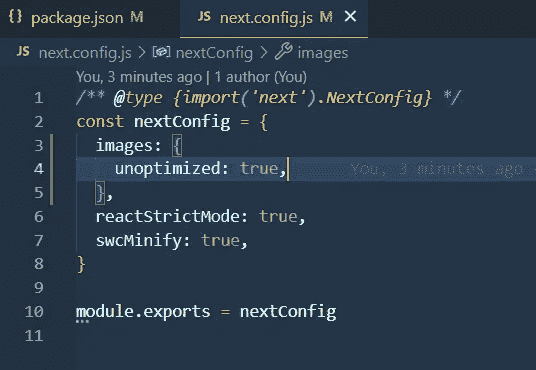 {} package.json M
JS next.config.js M ×
JS next.config.js > nextConfig > images
You, 3 minutes ago | 1 author (You)
1 /** @type {import('next').NextConfig} */
2 const nextConfig = {
3 images: {
4 unoptimized: true, You, 3 minutes ago
5 },
6 reactStrictMode: true,
7 swcMinify: true,
8 }
9
10 module.exports = nextConfig
11